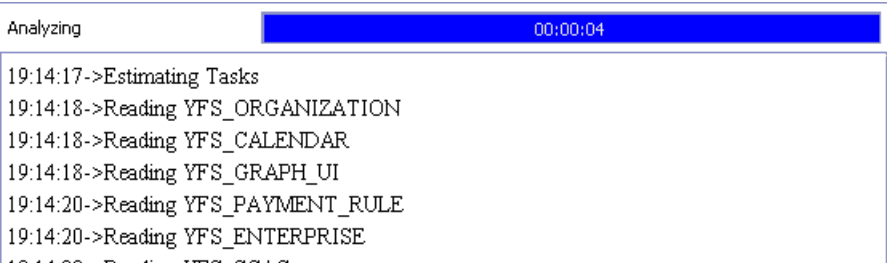 Analyzing
00:00:04
19:14:17->Estimating Tasks
19:14:18->Reading YFS_ORGANIZATION
19:14:18->Reading YFS_CALENDAR
19:14:18->Reading YFS_GRAPH_UI
19:14:20->Reading YFS_PAYMENT_RULE
19:14:20->Reading YFS_ENTERPRISE